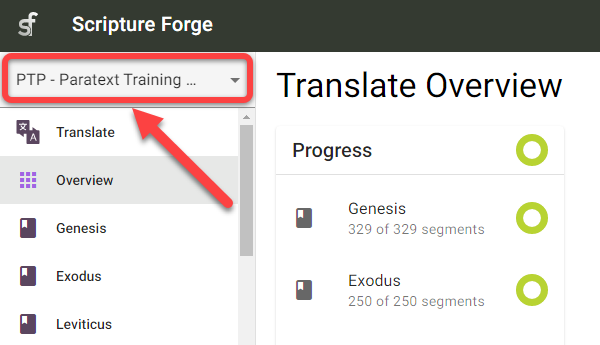 Scripture Forge
PTP - Paratext Training ...
Translate
Overview
Genesis
Exodus
Leviticus
Translate Overview
Progress
Genesis
329 of 329 segments
Exodus
250 of 250 segments